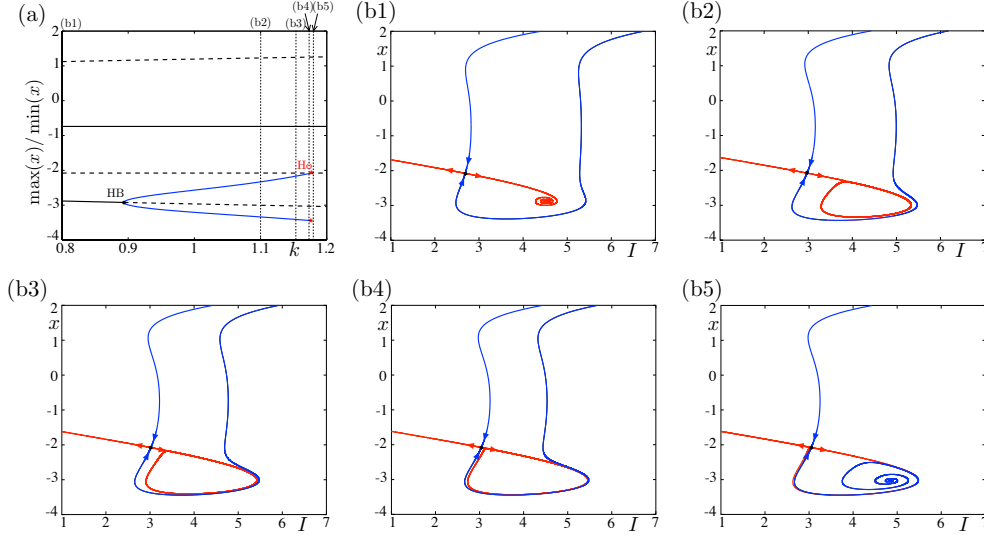 (a)
(b4) (b5)
(b1) (b2) (b3)
max(x)/min(x)
2
1
0
-1
-2
-3
-4
HB
He
0.8 0.9 1 1.1 k 1.2
(b1)
x
2
1
0
-1
-2
-3
-4
1 2 3 4 5 6 I 7
(b2)
x
2
1
0
-1
-2
-3
-4
1 2 3 4 5 6 I 7
(b3)
x
2
1
0
-1
-2
-3
-4
1 2 3 4 5 6 I 7
(b4)
x
2
1
0
-1
-2
-3
-4
1 2 3 4 5 6 I 7
(b5)
x
2
1
0
-1
-2
-3
-4
1 2 3 4 5 6 I 7